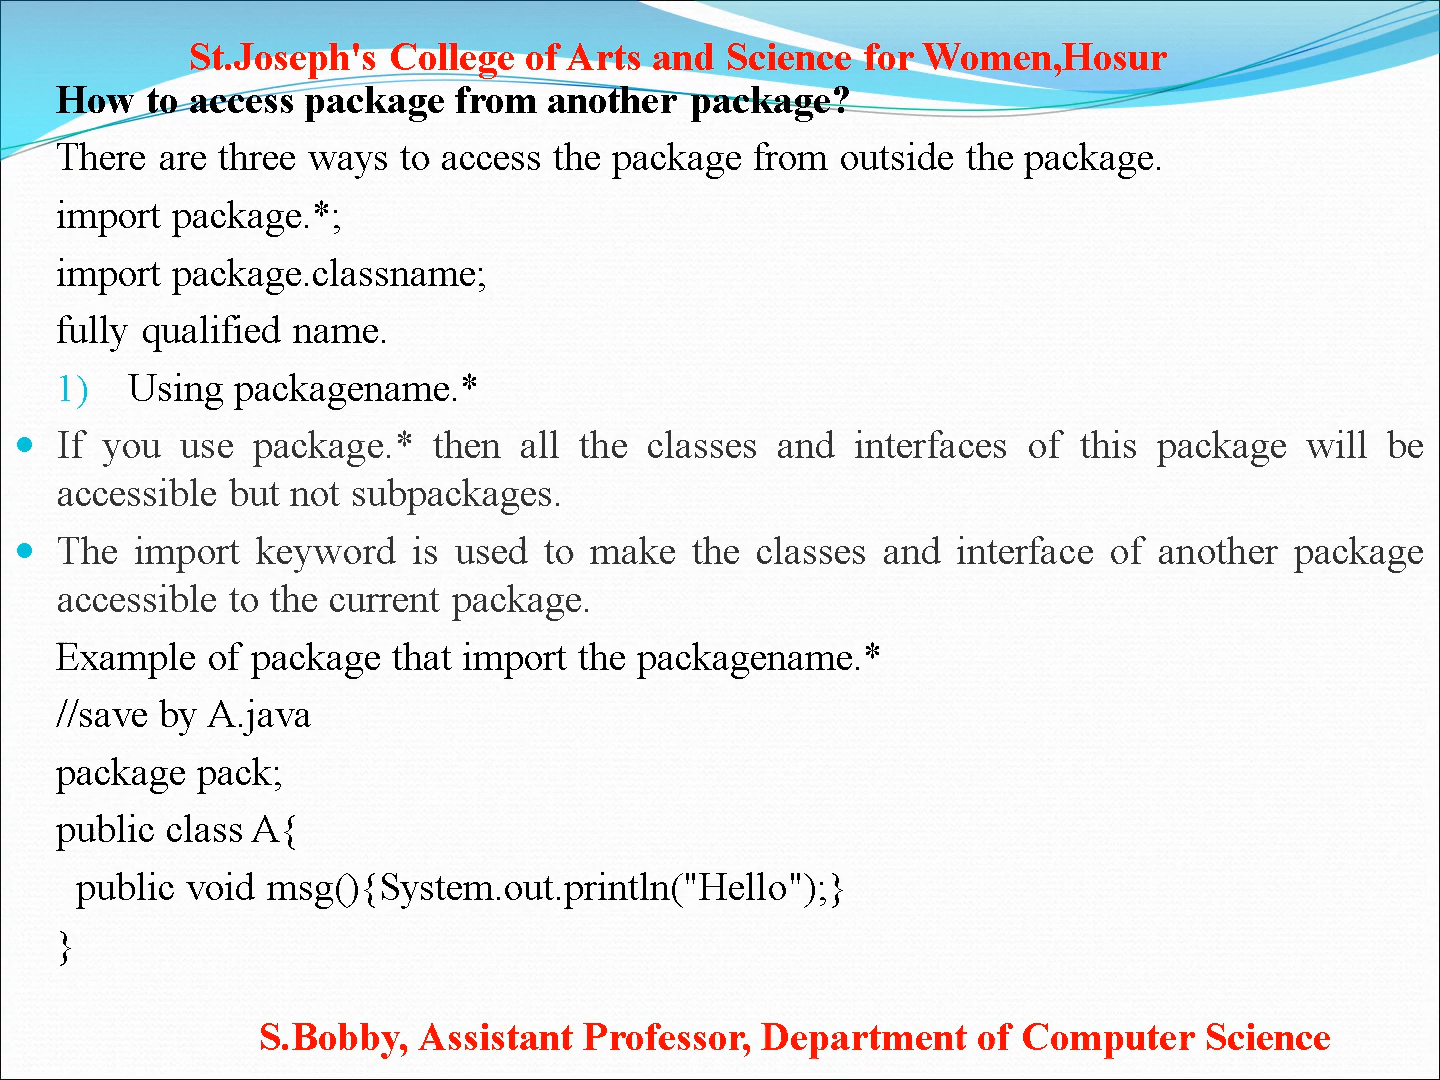 St.Joseph's College of Arts and Science for Women,Hosur
How to access package from another package?
There are three ways to access the package from outside the package.
import package.*;
import package.classname;
fully qualified name.
1) Using packagename.*
• If you use package.* then all the classes and interfaces of this package will be
accessible but not subpackages.
• The import keyword is used to make the classes and interface of another package
accessible to the current package.
Example of package that import the packagename.*
//save by A.java
package pack;
public class A{
public void msg(){System.out.println("Hello");}
}
S.Bobby, Assistant Professor, Department of Computer Science